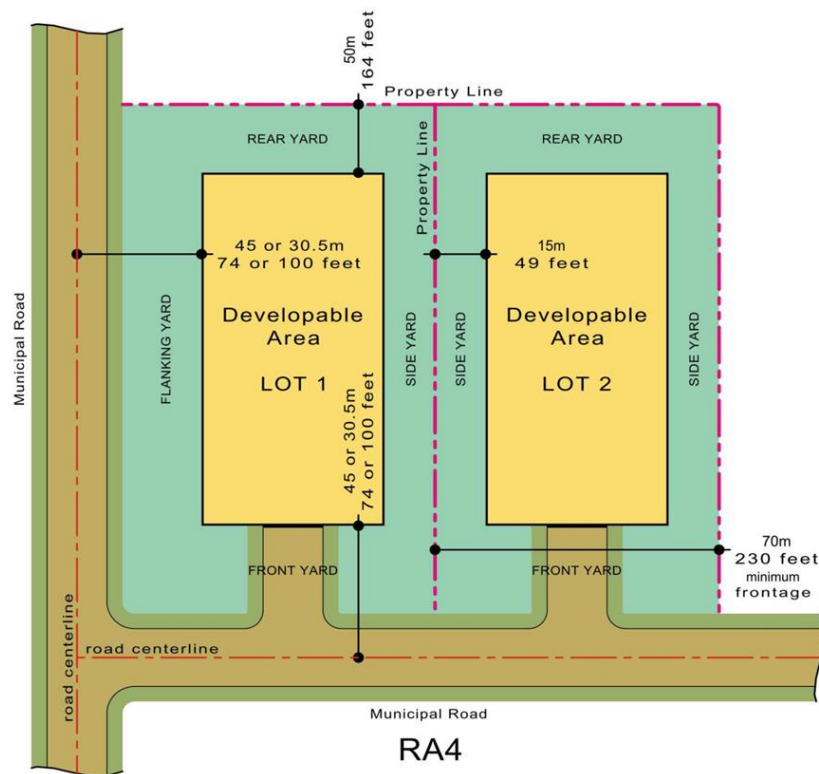 50m
164 feet
Property Line
REAR YARD
REAR YARD
Property Line
45 or 30.5m
74 or 100 feet
15m
49 feet
Municipal Road
FLANKING YARD
Developable
Area
LOT 1
SIDE YARD
SIDE YARD
Developable
Area
LOT 2
SIDE YARD
45 or 30.5m
74 or 100 feet
70m
230 feet
minimum
frontage
FRONT YARD
FRONT YARD
road centerline
road centerline
Municipal Road
RA4